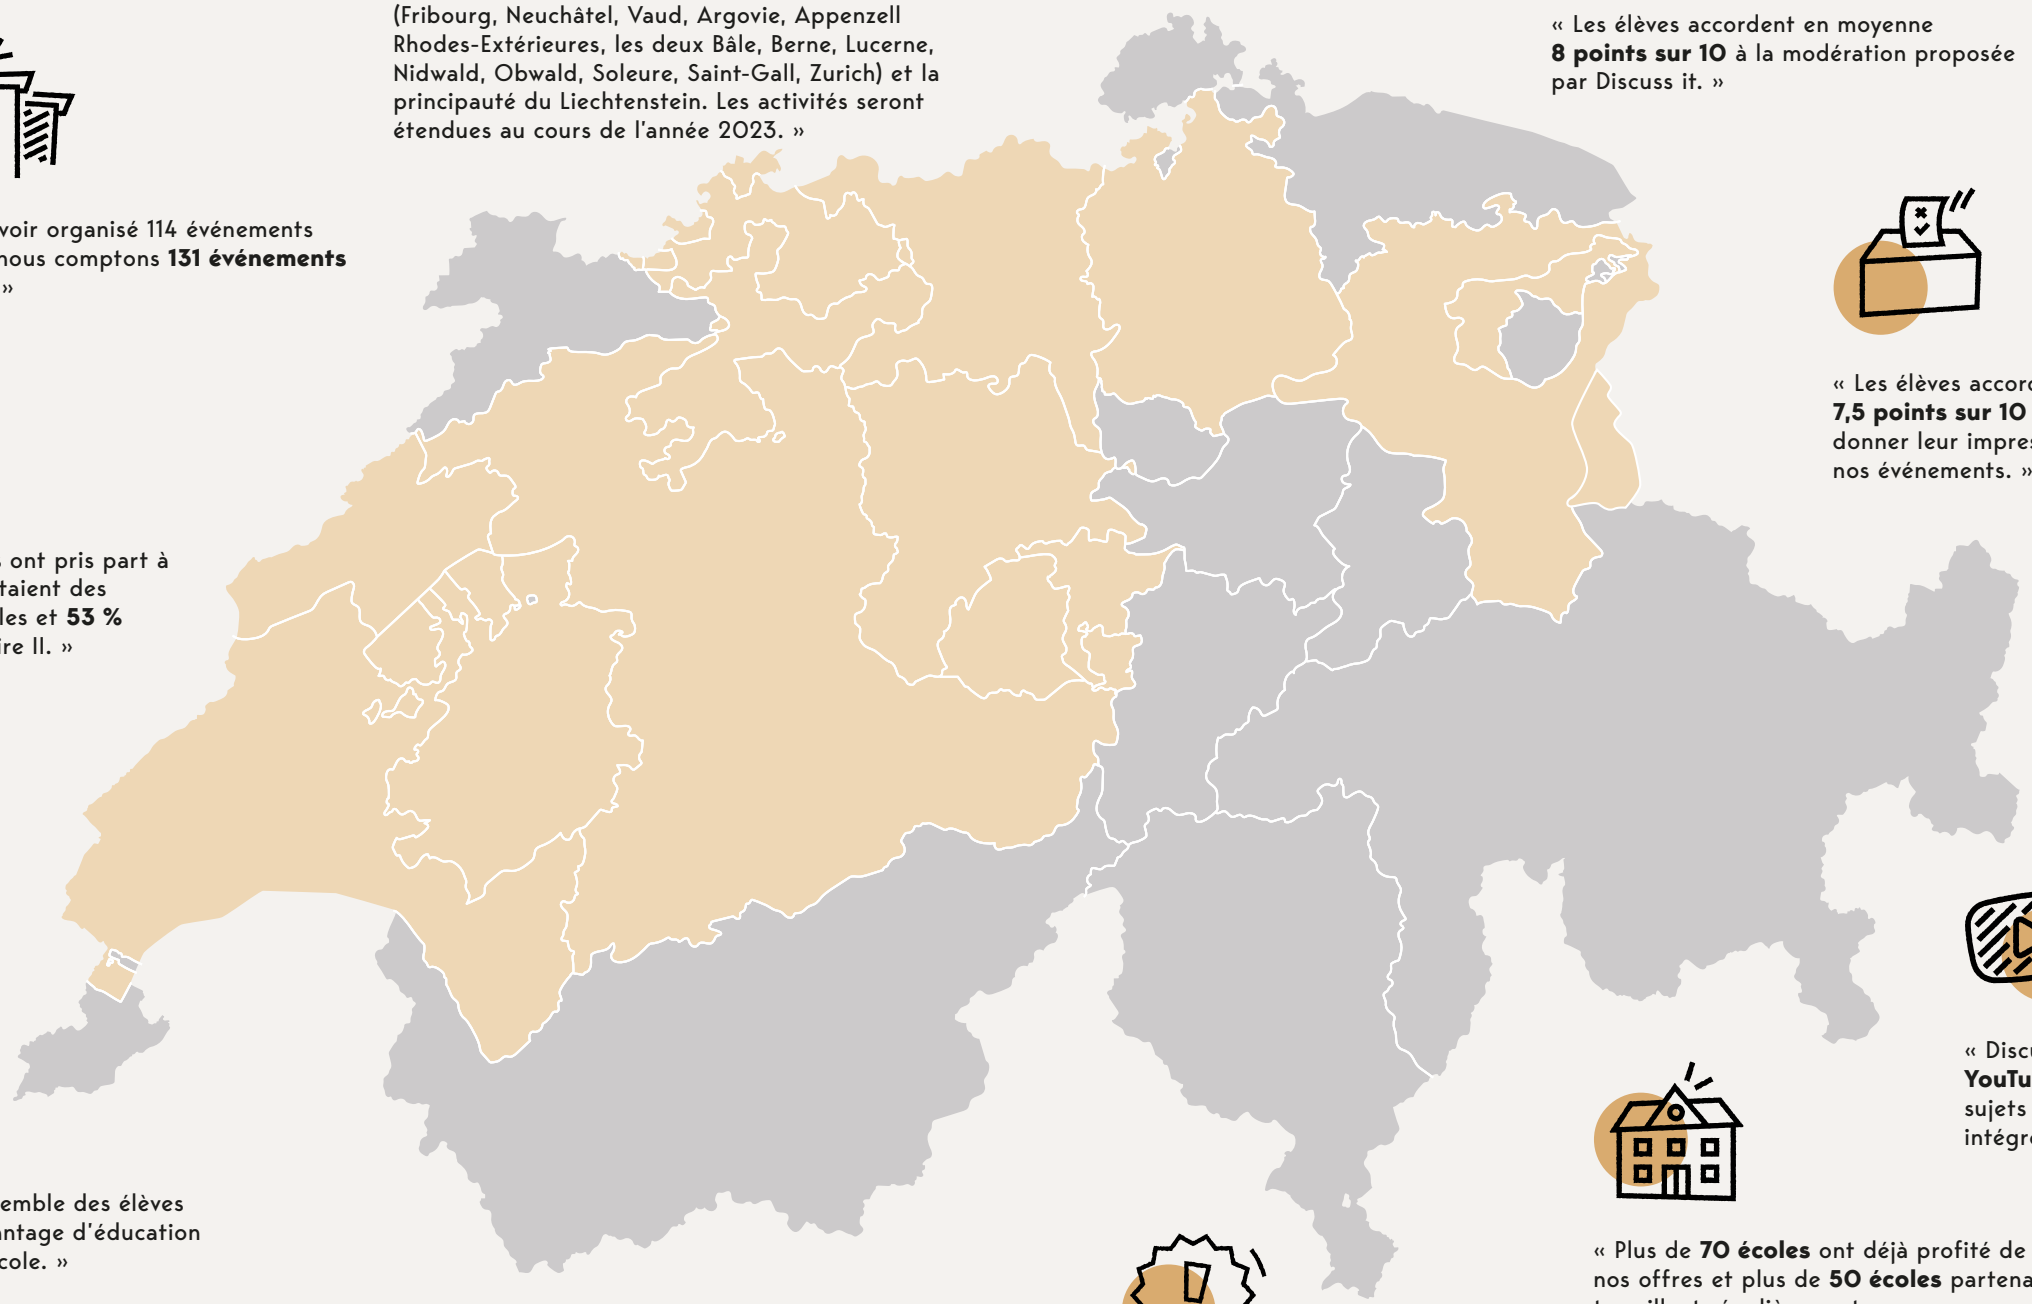 (Fribourg, Neuchâtel, Vaud, Argovie, Appenzell
Rhodes-Extérieures, les deux Bâle, Berne, Lucerne,
Nidwald, Obwald, Soleure, Saint-Gall, Zurich) et la
principauté du Liechtenstein. Les activités seront
étendues au cours de l'année 2023. »
« Les élèves accordent en moyenne
8 points sur 10 à la modération proposée
par Discuss it. »
voir organisé 114 événements
nous comptons 131 événements
»
« Les élèves accord
7,5 points sur 10
donner leur impres
nos événements. »
ont pris part à
taient des
les et 53 %
ire II. »
« Discu
YouTu
sujets
intégr
emble des élèves
antage d'éducation
cole. »
« Plus de 70 écoles ont déjà profité de
nos offres et plus de 50 écoles partena